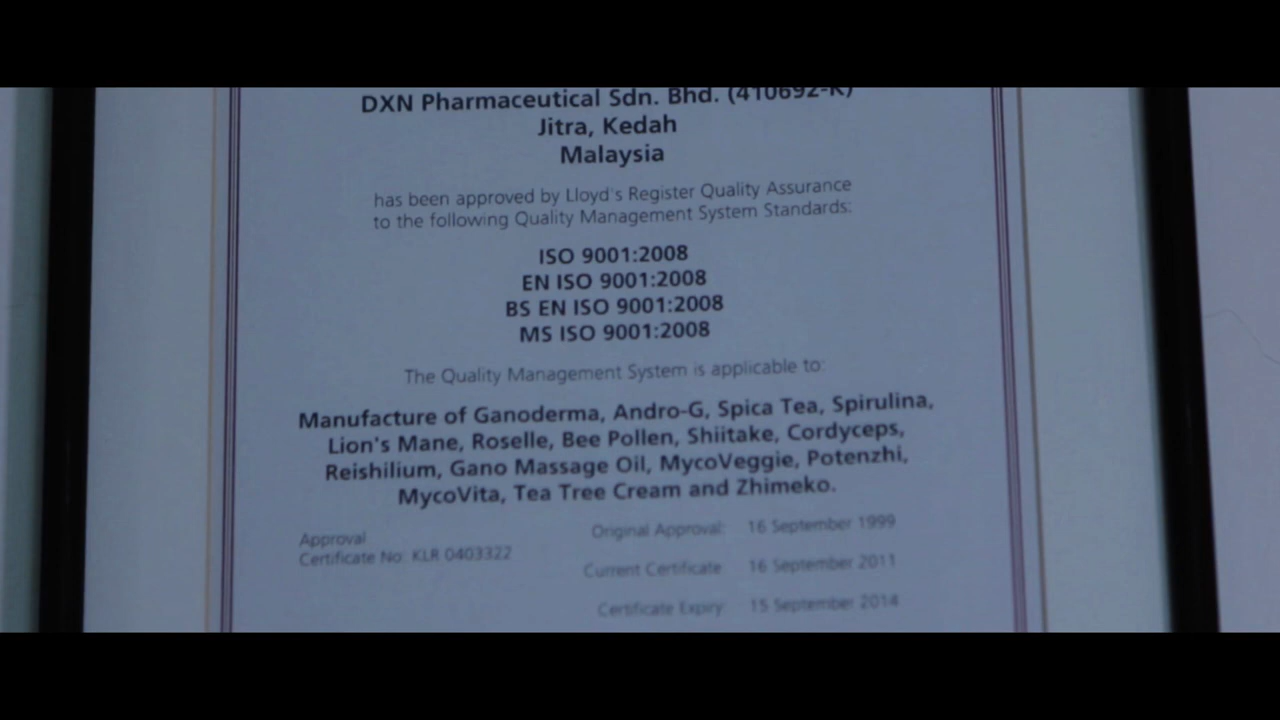 DXN Pharmaceutical Sdn. Bhd. (410692-K)
Jitra, Kedah
Malaysia
has been approved by Lloyd's Register Quality Assurance
to the following Quality Management System Standards:
ISO 9001:2008
EN ISO 9001:2008
BS EN ISO 9001:2008
MS ISO 9001:2008
The Quality Management System is applicable to:
Manufacture of Ganoderma, Andro-G, Spica Tea, Spirulina,
Lion's Mane, Roselle, Bee Pollen, Shiitake, Cordyceps,
Reishilium, Gano Massage Oil, MycoVeggie, Potenzhi,
MycoVita, Tea Tree Cream and Zhimeko.
Approval
Certificate No: KLR 0403322
Original Approval: 16 September 1999
Current Certificate 16 September 2011
Certificate Expiry 15 September 2014